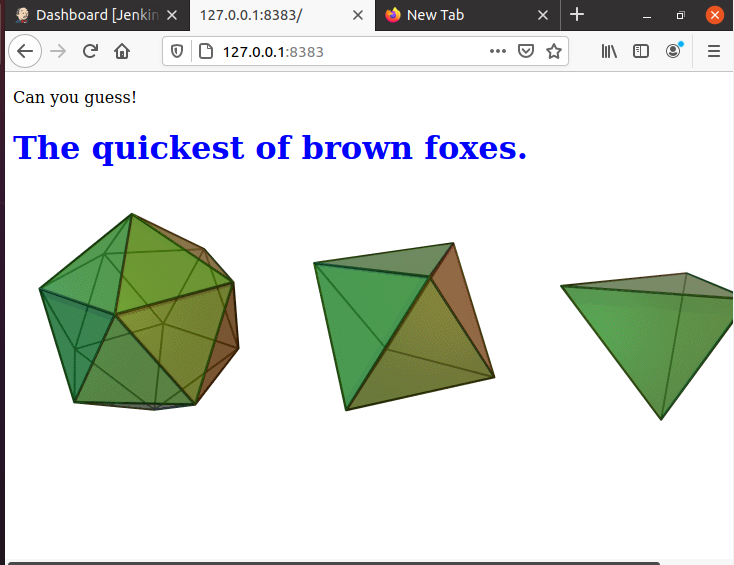 Dashboard [Jenkin
127.0.0.1:8383/
New Tab
127.0.0.1:8383
Can you guess!
The quickest of brown foxes.